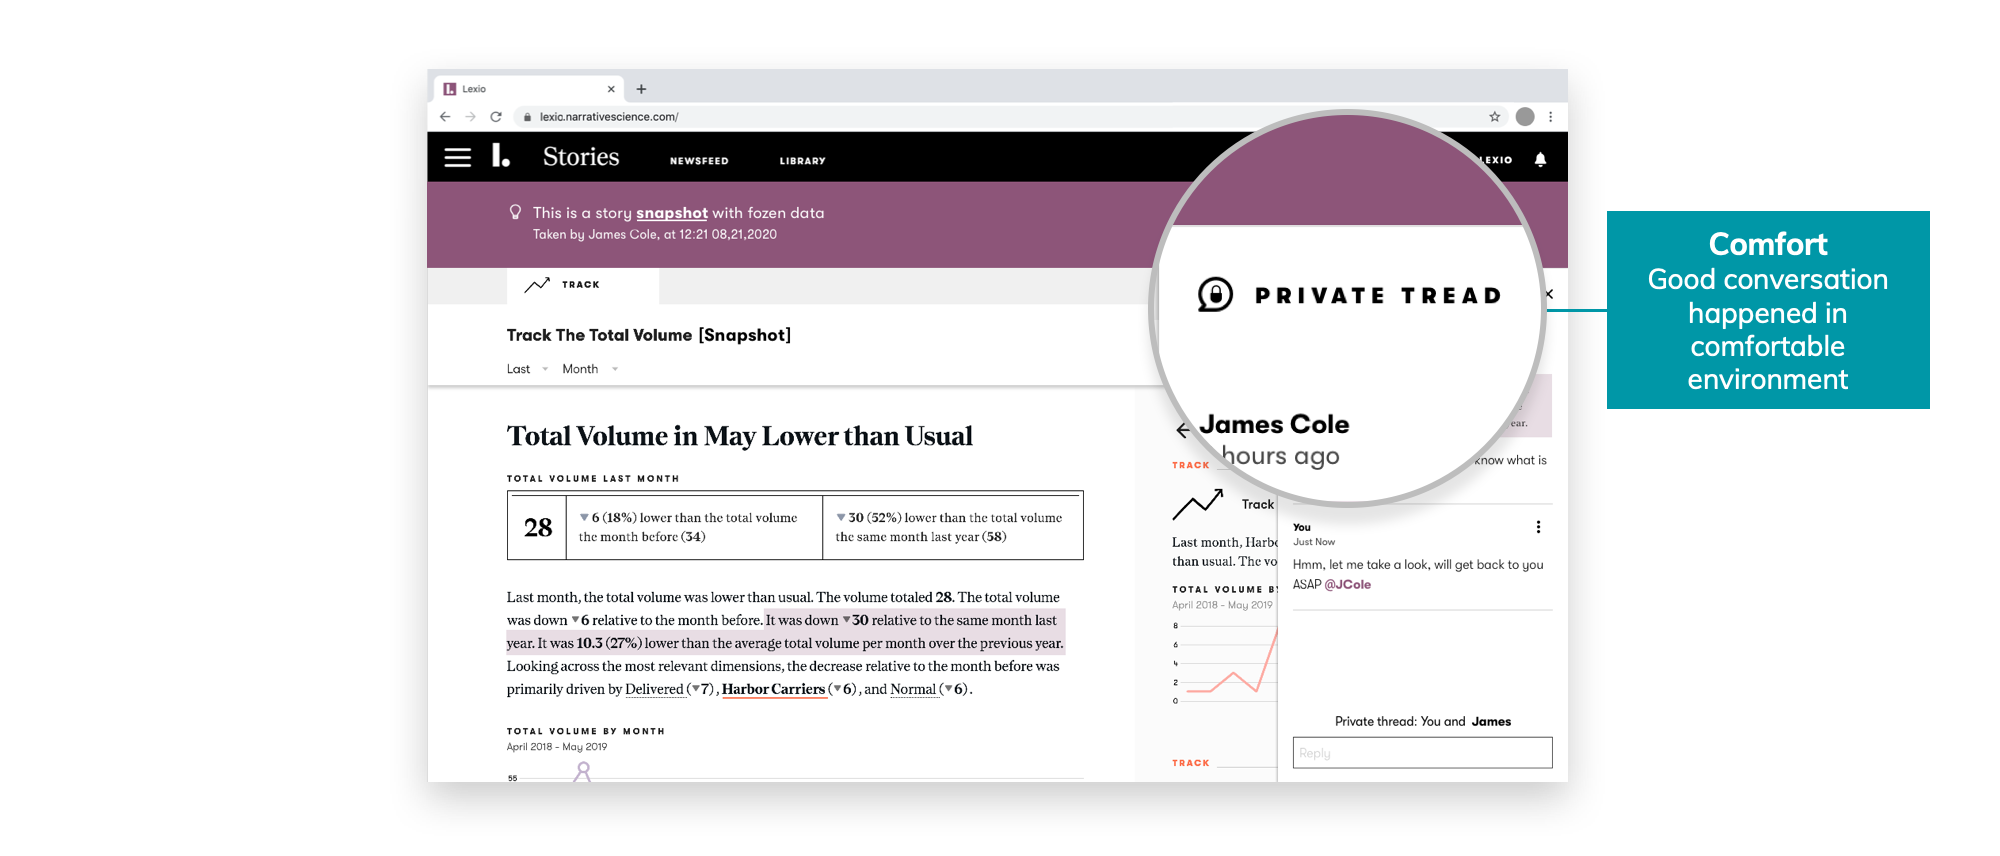 Lexio
lexio.narrativescience.com/
Stories
NEWSFEED
LIBRARY
LEXIO
This is a story snapshot with fozen data
Taken by James Cole, at 12:21 08,21,2020
TRACK
Track The Total Volume [Snapshot]
Last Month
Total Volume in May Lower than Usual
TOTAL VOLUME LAST MONTH
28
6 (18%) lower than the total volume
the month before (34)
30 (52%) lower than the total volume
the same month last year (58)
Last month, the total volume was lower than usual. The volume totaled 28. The total volume
was down ▼6 relative to the month before. It was down ▼30 relative to the same month last
year. It was 10.3 (27%) lower than the average total volume per month over the previous year.
Looking across the most relevant dimensions, the decrease relative to the month before was
primarily driven by Delivered (▼7), Harbor Carriers (▼6), and Normal (▼6).
TOTAL VOLUME BY MONTH
April 2018 - May 2019
55
TRACK
Track
Last month, Harbo
than usual. The vo
TOTAL VOLUME BY
April 2018 - May 2019
8
6
4
2
0
TRACK
PRIVATE TREAD
James Cole
hours ago
ear.
know what is
You
Just Now
Hmm, let me take a look, will get back to you
ASAP @JCole
Private thread: You and James
Reply
Comfort
Good conversation
happened in
comfortable
environment